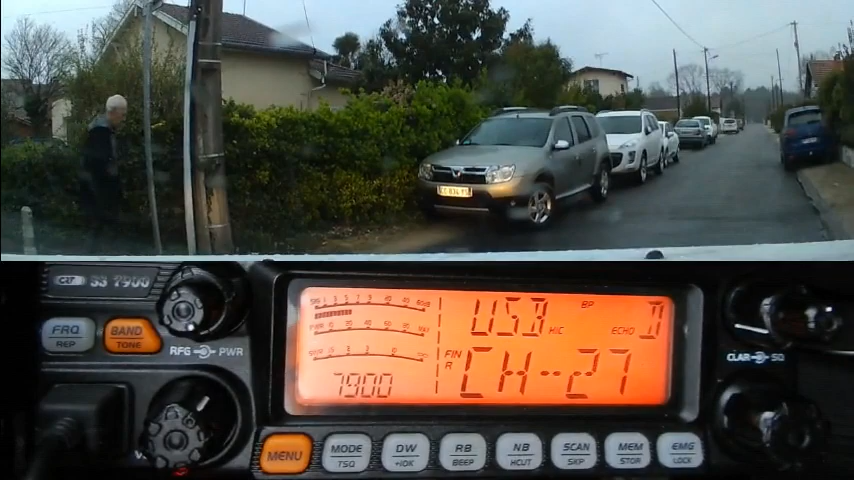 CRT SS 7900
FRQ
REP
BAND
TONE
RFG PWR
USB
HIC
BP
ECHO
D
FIN
R
CH--27
7900
CLAR SQ
MENU
MODE
TSQ
DW
+10K
RB
BEEP
NB
HCUT
SCAN
SKP
MEM
STOR
EMG
LOCK